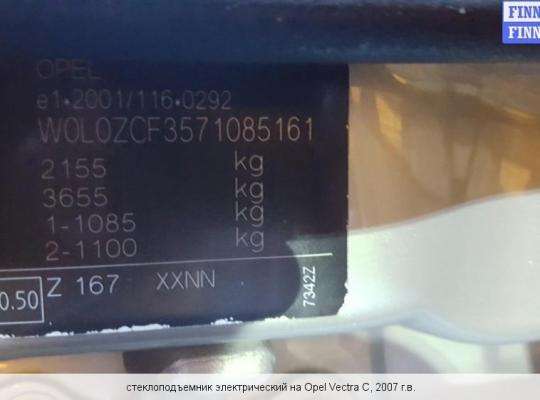 FINN
FINN
OPEL
e1*2001/116*0292
W0L0ZCF3571085161
2155 kg
3655 kg
1-1085 kg
2-1100 kg
0.50 Z 167 XXNN
7342Z
стеклоподъемник электрический на Opel Vectra C, 2007 г.в.